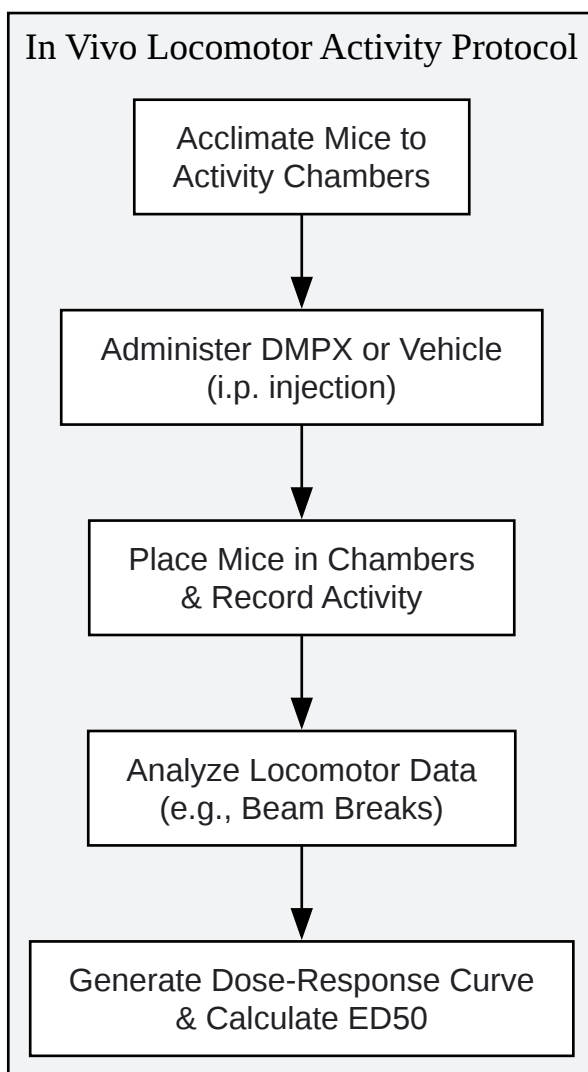 In Vivo Locomotor Activity Protocol
Acclimate Mice to
Activity Chambers
Administer DMPX or Vehicle
(i.p. injection)
Place Mice in Chambers
& Record Activity
Analyze Locomotor Data
(e.g., Beam Breaks)
Generate Dose-Response Curve
& Calculate ED50